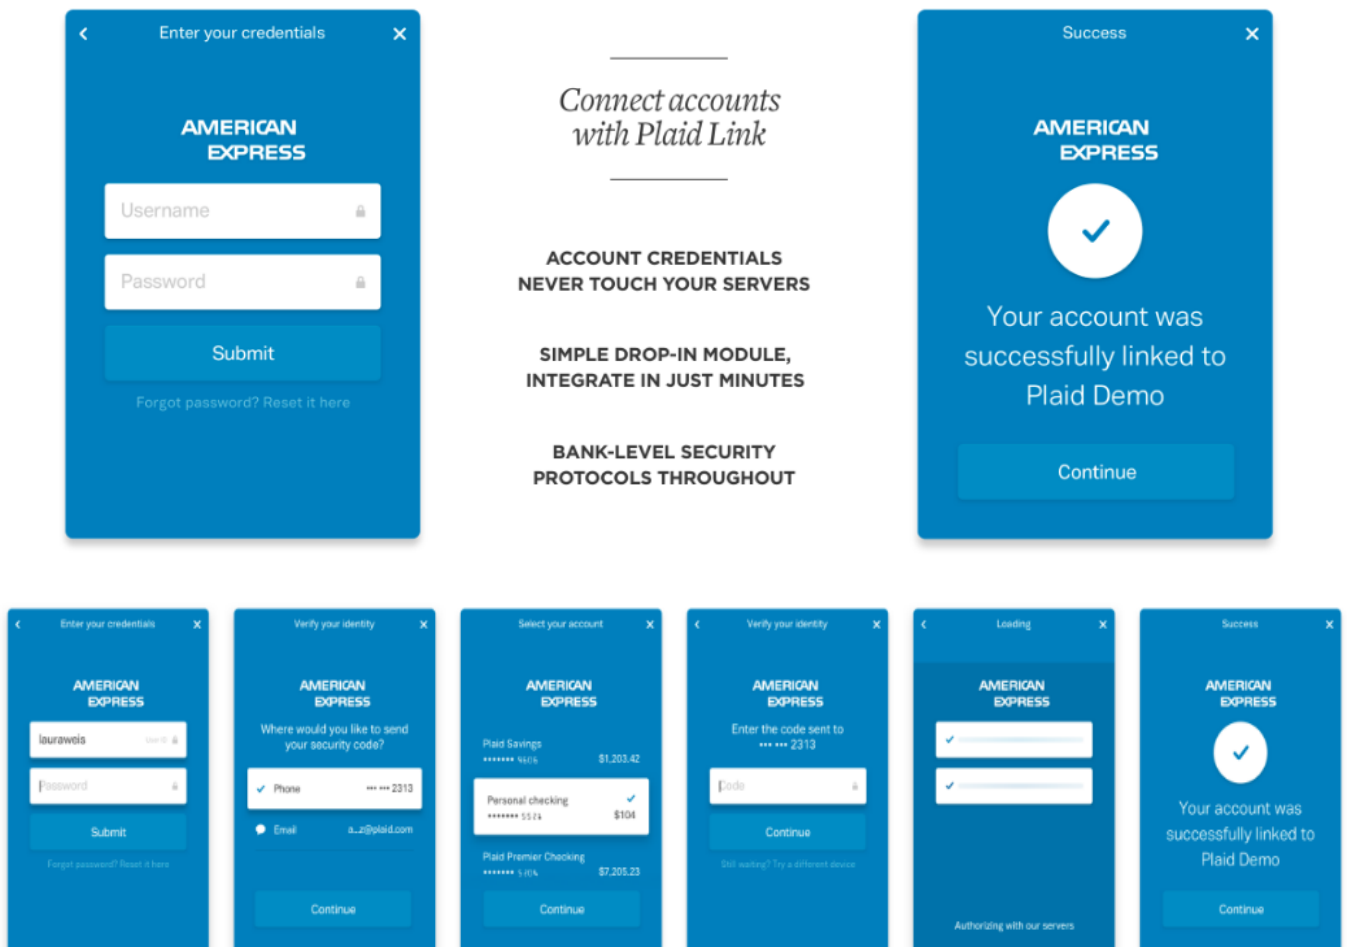 Enter your credentials
AMERICAN
EXPRESS
Username
Password
Submit
Forgot password? Reset it here
Connect accounts
with Plaid Link
ACCOUNT CREDENTIALS
NEVER TOUCH YOUR SERVERS
SIMPLE DROP-IN MODULE,
INTEGRATE IN JUST MINUTES
BANK-LEVEL SECURITY
PROTOCOLS THROUGHOUT
Success
AMERICAN
EXPRESS
Your account was
successfully linked to
Plaid Demo
Continue
Enter your credentials
AMERICAN
EXPRESS
lauraweis
User ID
Password
Submit
Forgot password? Reset it here
Verify your identity
AMERICAN
EXPRESS
Where would you like to send
your security code?
Phone ••• ••• 2313
Email a...z@plaid.com
Continue
Select your account
AMERICAN
EXPRESS
Plaid Savings
••••••• $1,203.42
Personal checking
••••••• $104
Plaid Premier Checking
••••••• $7,205.23
Continue
Verify your identity
AMERICAN
EXPRESS
Enter the code sent to
••• ••• 2313
Code
Continue
Still waiting? Try a different device
Loading
AMERICAN
EXPRESS
Authorizing with our servers
Success
AMERICAN
EXPRESS
Your account was
successfully linked to
Plaid Demo
Continue